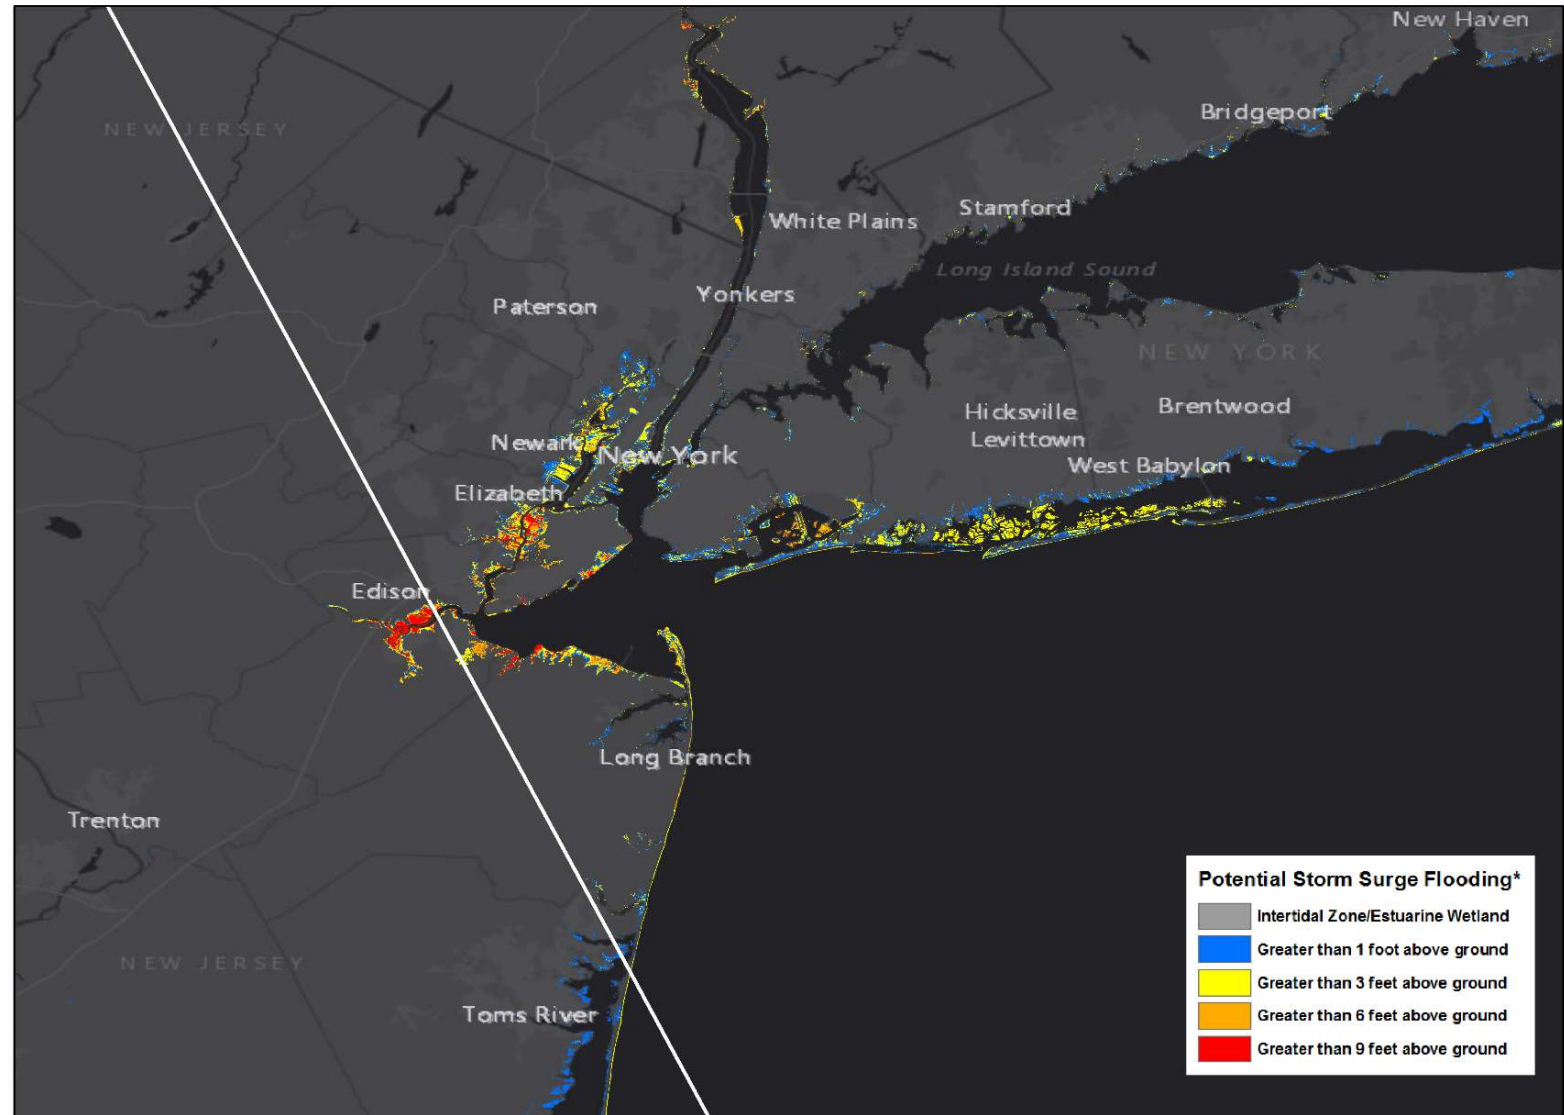 New Haven
NEW JERSEY
Bridgeport
Stamford
White Plains
Long Island Sound
Yonkers
Paterson
NEW YORK
Hicksville
Brentwood
Levittown
Newark
New York
West Babylon
Elizabeth
Edison
Long Branch
Trenton
NEW JERSEY
Toms River
Potential Storm Surge Flooding*
Intertidal Zone/Estuarine Wetland
Greater than 1 foot above ground
Greater than 3 feet above ground
Greater than 6 feet above ground
Greater than 9 feet above ground